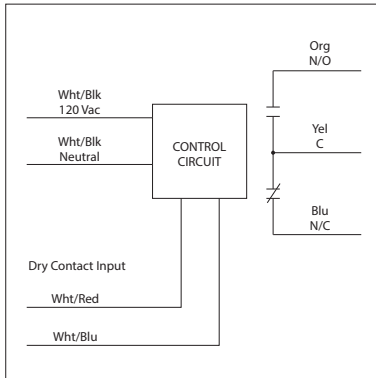 Org
N/O
Wht/Blk
120 Vac
Yel
C
Wht/Blk
Neutral
CONTROL
CIRCUIT
Blu
N/C
Dry Contact Input
Wht/Red
Wht/Blu